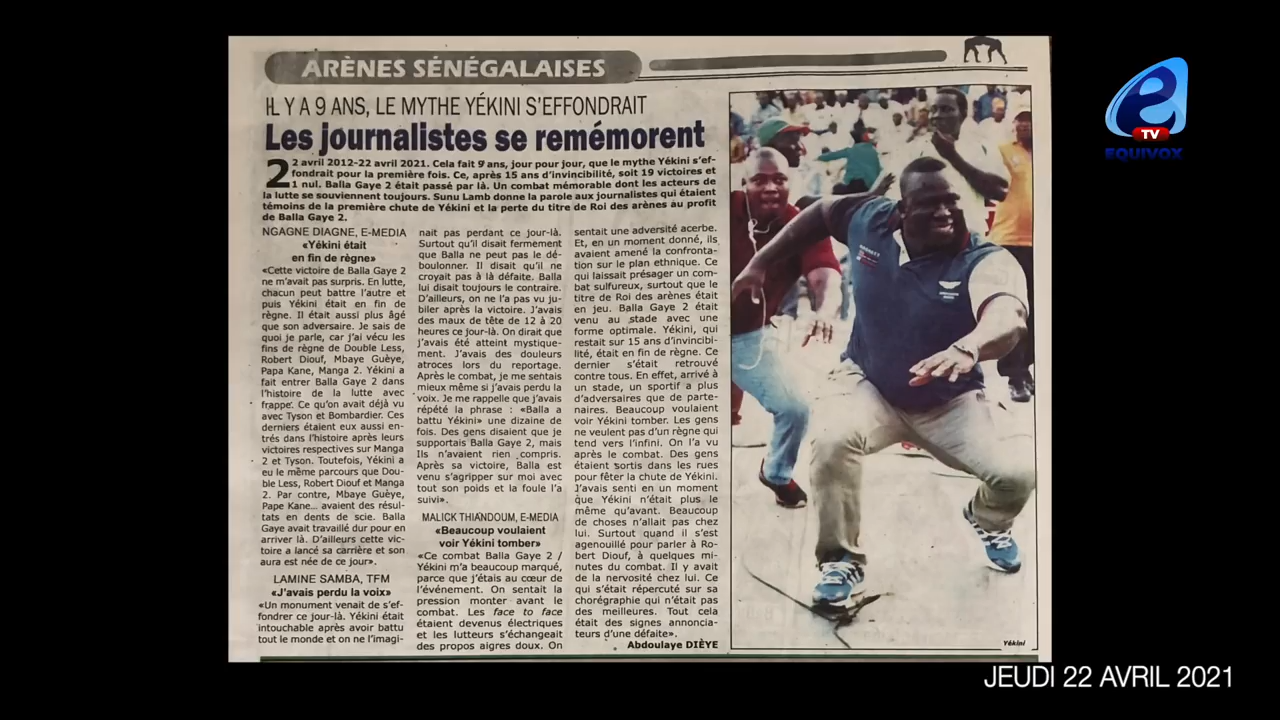 ARÈNES SÉNÉGALAISES
IL Y A 9 ANS, LE MYTHE YÉKINI S'EFFONDRAIT
Les journalistes se remémorent
22 avril 2012-22 avril 2021. Cela fait 9 ans, jour pour jour, que le mythe Yékini s'ef-
fondrait pour la première fois. Ce, après 15 ans d'invincibilité, soit 19 victoires et
1 nul. Balla Gaye 2 était passé par là. Un combat mémorable dont les acteurs de
la lutte se souviennent toujours. Sunu Lamb donne la parole aux journalistes qui étaient
témoins de la première chute de Yékini et la perte du titre de Roi des arènes au profit
de Balla Gaye 2.
NGAGNE DIAGNE, E-MEDIA
«Yékini était
en fin de règne»
«Cette victoire de Balla Gaye 2
ne m'avait pas surpris. En lutte,
chacun peut battre l'autre et
puis Yékini était en fin de
règne. Il était aussi plus âgé
que son adversaire. Je sais de
quoi je parle, car j'ai vécu les
fins de règne de Double Less,
Robert Diouf, Mbaye Guèye,
Papa Kane, Manga 2. Yékini a
fait entrer Balla Gaye 2 dans
l'histoire de la lutte avec
frappe. Ce qu'on avait déjà vu
avec Tyson et Bombardier. Ces
derniers étaient eux aussi en-
trés dans l'histoire après leurs
victoires respectives sur Manga
2 et Tyson. Toutefois, Yékini a
eu le même parcours que Dou-
ble Less, Robert Diouf et Manga
2. Par contre, Mbaye Guèye,
Pape Kane... avaient des résul-
tats en dents de scie. Balla
Gaye avait travaillé dur pour en
arriver là. D'ailleurs cette vic-
toire a lancé sa carrière et son
aura est née de ce jour».
LAMINE SAMBA, TFM
«J'avais perdu la voix»
«Un monument venait de s'ef-
fondrer ce jour-là. Yékini était
intouchable après avoir battu
tout le monde et on ne l'imagi-
nait pas perdant ce jour-là.
Surtout qu'il disait fermement
que Balla ne peut pas le dé-
boulonner. Il disait qu'il ne
croyait pas à là défaite. Balla
lui disait toujours le contraire.
D'ailleurs, on ne l'a pas vu ju-
biler après la victoire. J'avais
des maux de tête de 12 à 20
heures ce jour-là. On dirait que
j'avais été atteint mystique-
ment. J'avais des douleurs
atroces lors du reportage.
Après le combat, je me sentais
mieux même si j'avais perdu la
voix. Je me rappelle que j'avais
répété la phrase : «Balla a
battu Yékini» une dizaine de
fois. Des gens disaient que je
supportais Balla Gaye 2, mais
Ils n'avaient rien compris.
Après sa victoire, Balla est
venu s'agripper sur moi avec
tout son poids et la foule l'a
suivi».
MALICK THIANDOUM, E-MEDIA
«Beaucoup voulaient
voir Yékini tomber»
«Ce combat Balla Gaye 2 /
Yékini m'a beaucoup marqué,
parce que j'étais au cœur de
l'événement. On sentait la
pression monter avant le
combat. Les face to face
étaient devenus électriques
et les lutteurs s'échangeait
des propos aigres doux. On
sentait une adversité acerbe.
Et, en un moment donné, ils
avaient amené la confronta-
tion sur le plan ethnique. Ce
qui laissait présager un com-
bat sulfureux, surtout que le
titre de Roi des arènes était
en jeu. Balla Gaye 2 était
venu au stade avec une
forme optimale. Yékini, qui
restait sur 15 ans d'invincibi-
lité, était en fin de règne. Ce
dernier s'était retrouvé
contre tous. En effet, arrivé à
un stade, un sportif a plus
d'adversaires que de parte-
naires. Beaucoup voulaient
voir Yékini tomber. Les gens
ne veulent pas d'un règne qui
tend vers l'infini. On l'a vu
après le combat. Des gens
étaient sortis dans les rues
pour fêter la chute de Yékini.
J'avais senti en un moment
que Yékini n'était plus le
même qu'avant. Beaucoup
de choses n'allait pas chez
lui. Surtout quand il s'est
agenouillé pour parler à Ro-
bert Diouf, à quelques mi-
nutes du combat. Il y avait
de la nervosité chez lui. Ce
qui s'était répercuté sur sa
chorégraphie qui n'était pas
des meilleures. Tout cela
était des signes annoncia-
teurs d'une défaite».
Abdoulaye DIÈYE
Yékini
e
TV
EQUIVOX
JEUDI 22 AVRIL 2021